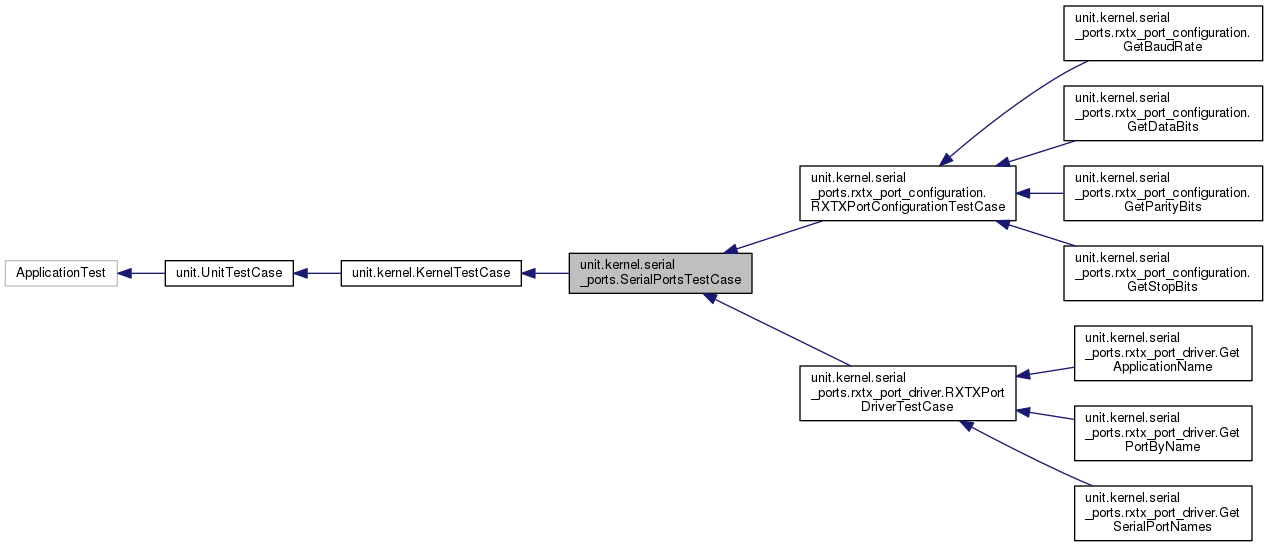 ApplicationTest
unit.UnitTestCase
unit.kernel.KernelTestCase
unit.kernel.serial
_ports.SerialPortsTestCase
unit.kernel.serial
_ports.rxtx_port_configuration.
RXTXPortConfigurationTestCase
unit.kernel.serial
_ports.rxtx_port_driver.RXTXPort
DriverTestCase
unit.kernel.serial
_ports.rxtx_port_configuration.
GetBaudRate
unit.kernel.serial
_ports.rxtx_port_configuration.
GetDataBits
unit.kernel.serial
_ports.rxtx_port_configuration.
GetParityBits
unit.kernel.serial
_ports.rxtx_port_configuration.
GetStopBits
unit.kernel.serial
_ports.rxtx_port_driver.Get
ApplicationName
unit.kernel.serial
_ports.rxtx_port_driver.Get
PortByName
unit.kernel.serial
_ports.rxtx_port_driver.Get
SerialPortNames